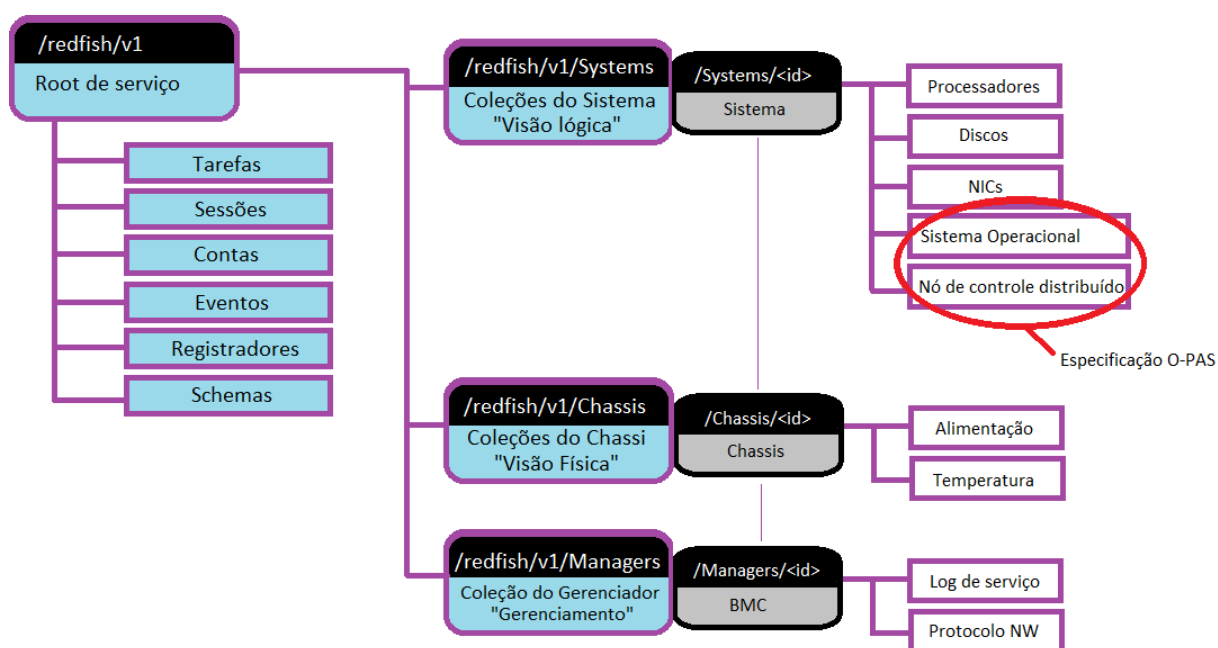 /redfish/v1
Root de serviço
Tarefas
Sessões
Contas
Eventos
Registradores
Schemas
/redfish/v1/Systems
Coleções do Sistema
"Visão lógica"
/Systems/<id>
Sistema
Processadores
Discos
NICs
Sistema Operacional
Nó de controle distribuído
Especificação O-PAS
/redfish/v1/Chassis
Coleções do Chassi
"Visão Física"
/Chassis/<id>
Chassis
Alimentação
Temperatura
/redfish/v1/Managers
Coleção do Gerenciador
"Gerenciamento"
/Managers/<id>
BMC
Log de serviço
Protocolo NW